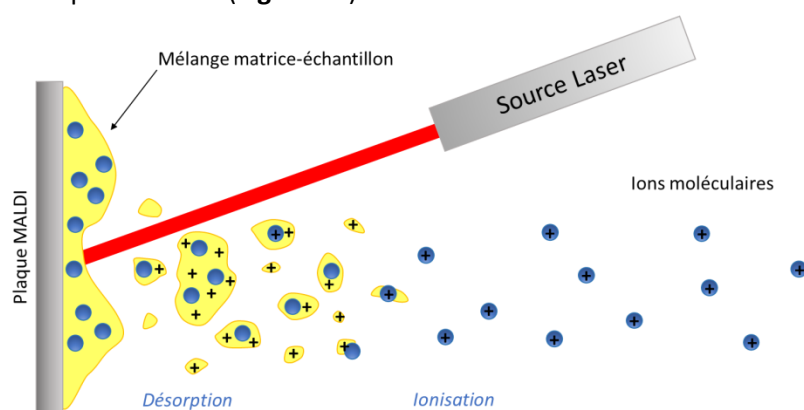 Mélange matrice-échantillon
Source Laser
Ions moléculaires
Plaque MALDI
+ + + + + + + + + + + + + + + + + + + + + + + + + + + + + + + +
Désorption
Ionisation